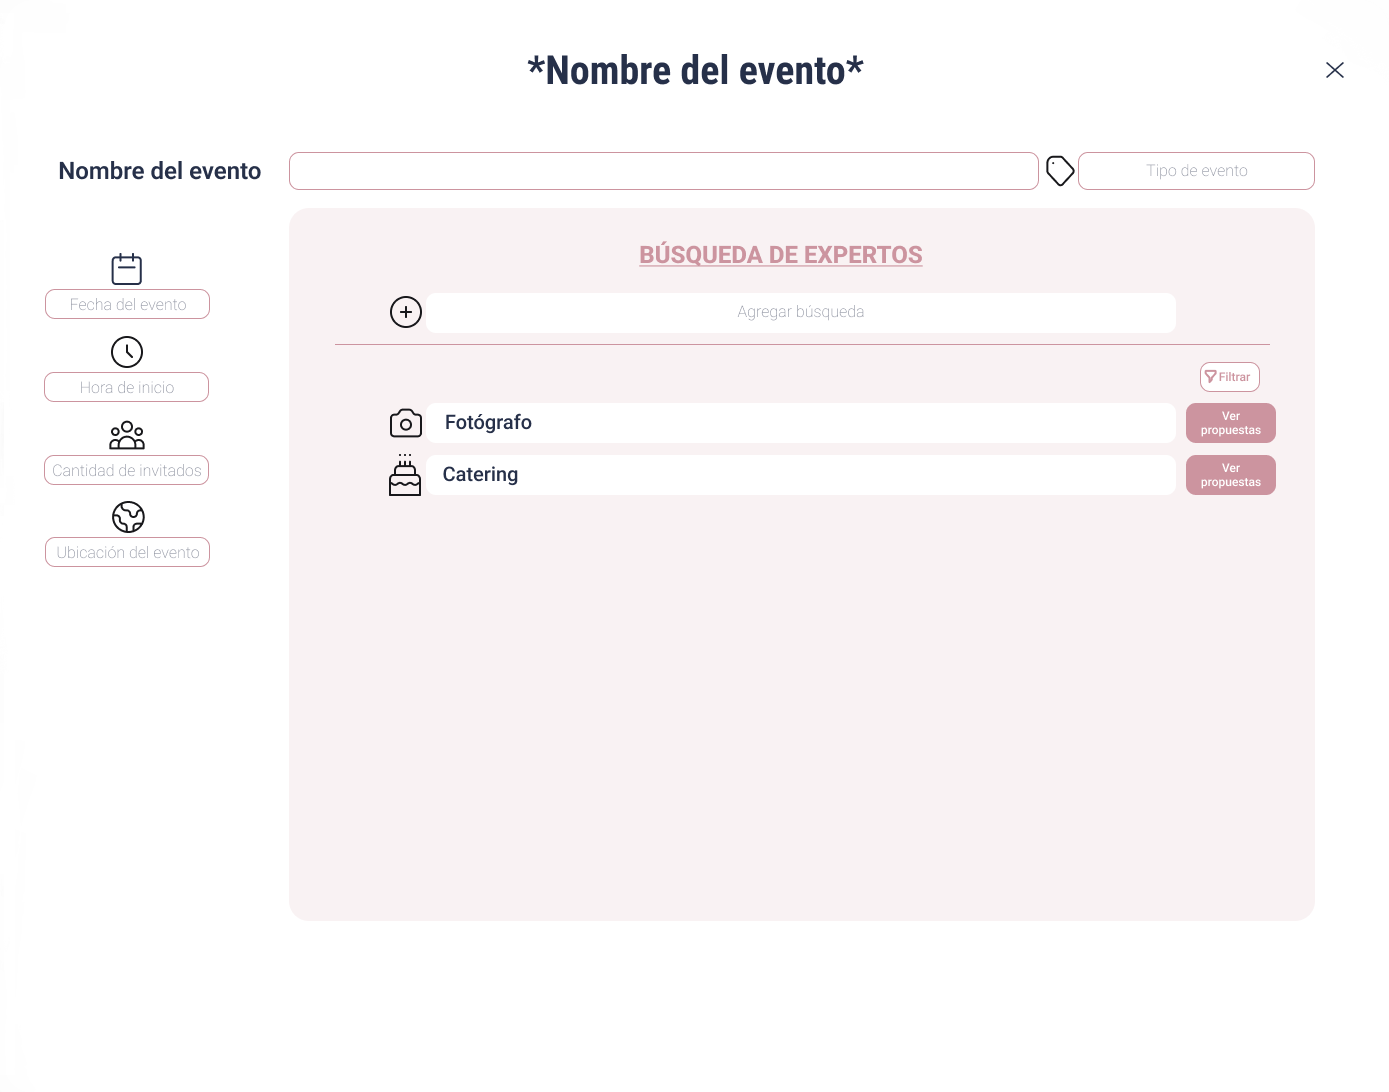 *Nombre del evento*
Nombre del evento
Tipo de evento
Fecha del evento
Hora de inicio
Cantidad de invitados
Ubicación del evento
BÚSQUEDA DE EXPERTOS
Agregar búsqueda
Filtrar
Fotógrafo
Ver
propuestas
Catering
Ver
propuestas